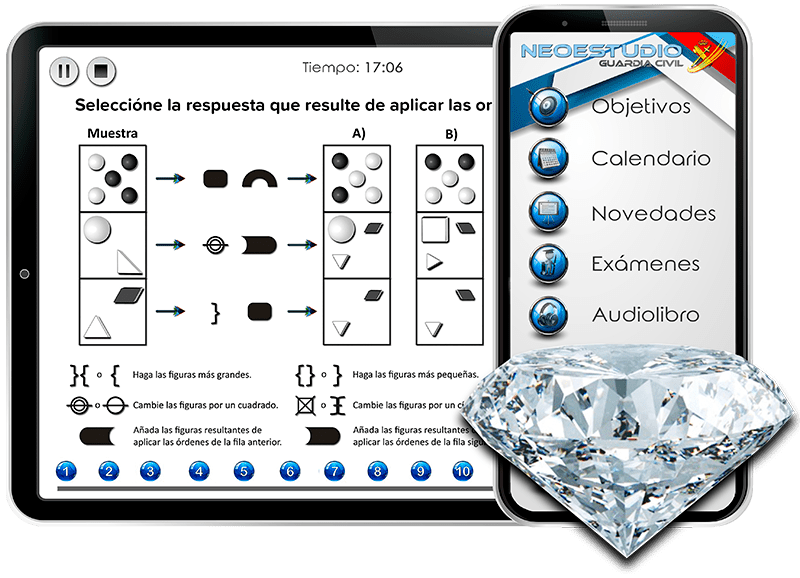 Tiempo: 17:06
Seleccióne la respuesta que resulte de aplicar las or
Muestra A) B)
}{ o { Haga las figuras más grandes.
{} o } Haga las figuras más pequeñas.
o Cambie las figuras por un cuadrado.
o Cambie las figuras por un cí
Añada las figuras resultantes de
aplicar las órdenes de la fila anterior.
Añada las figuras resultantes
aplicar las órdenes de la fila sigu
1 2 3 4 5 6 7 8 9 10
NEOESTUDIO
GUARDIA CIVIL
Objetivos
Calendario
Novedades
Exámenes
Audiolibro